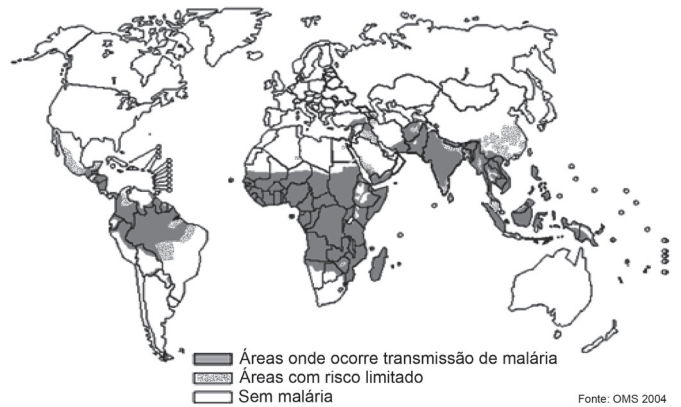 Áreas onde ocorre transmissão de malária
Áreas com risco limitado
Sem malária
Fonte: OMS 2004